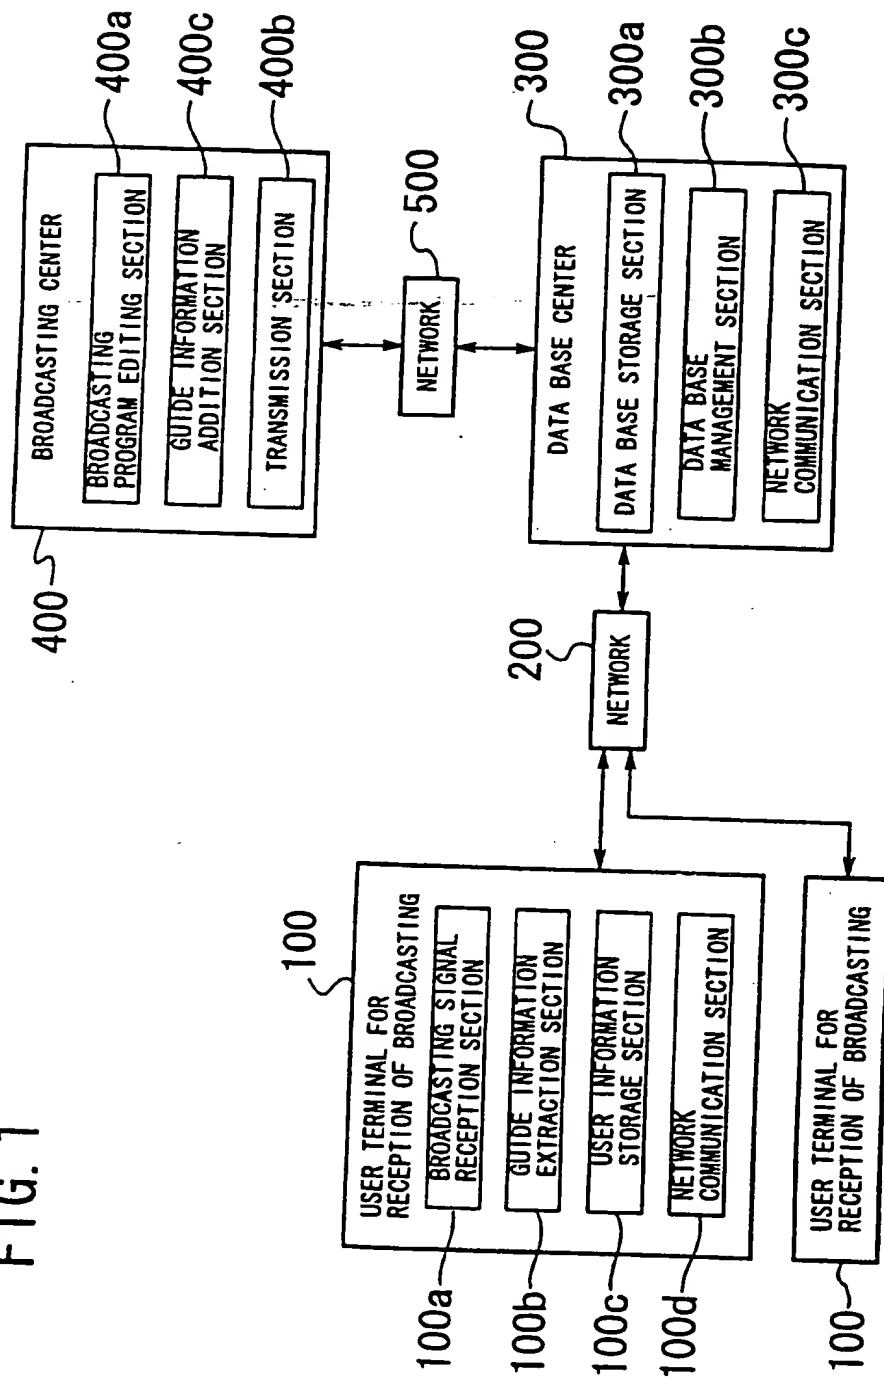 FIG. 1
100
USER TERMINAL FOR
RECEPTION OF BROADCASTING
100a
BROADCASTING SIGNAL
RECEPTION SECTION
100b
GUIDE INFORMATION
EXTRACTION SECTION
100c
USER INFORMATION
STORAGE SECTION
100d
NETWORK
COMMUNICATION SECTION
100
USER TERMINAL FOR
RECEPTION OF BROADCASTING
200
NETWORK
400
BROADCASTING CENTER
BROADCASTING
PROGRAM EDITING SECTION
400a
GUIDE INFORMATION
ADDITION SECTION
400c
TRANSMISSION SECTION
400b
500
NETWORK
300
DATA BASE CENTER
DATA BASE STORAGE SECTION
300a
DATA BASE
MANAGEMENT SECTION
300b
NETWORK
COMMUNICATION SECTION
300c